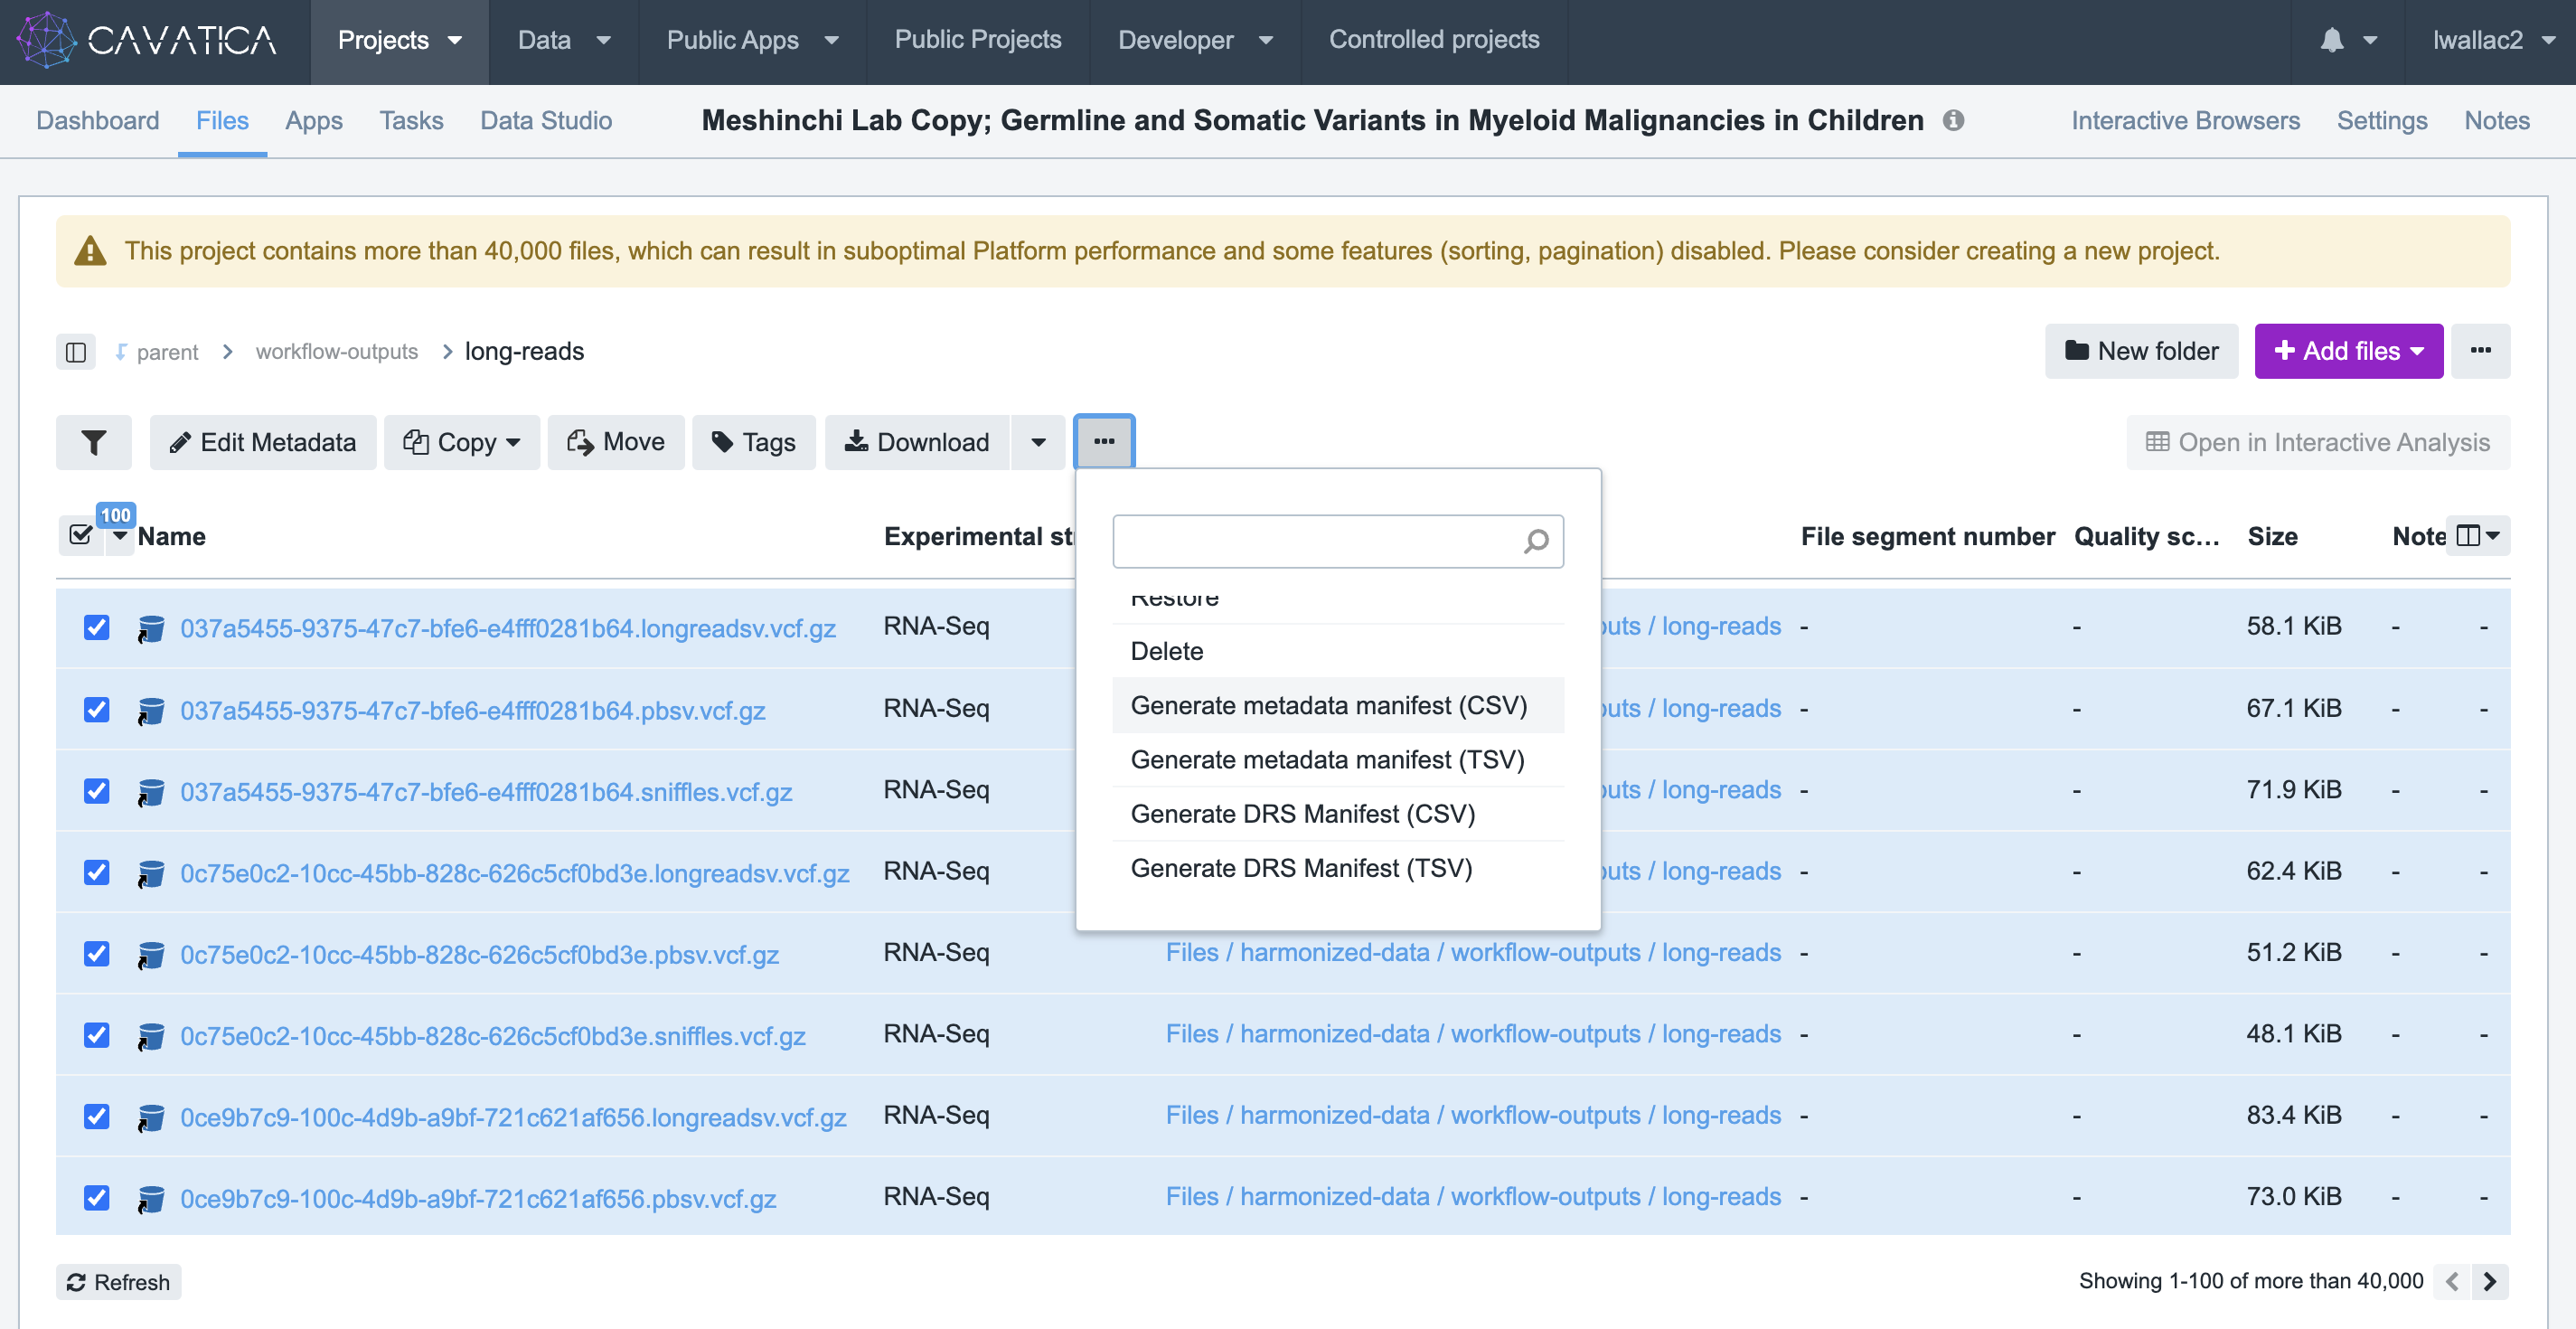 CAVATICA
Projects
Data
Public Apps
Public Projects
Developer
Controlled projects
lwallac2
Dashboard
Files
Apps
Tasks
Data Studio
Meshinchi Lab Copy; Germline and Somatic Variants in Myeloid Malignancies in Children
Interactive Browsers
Settings
Notes
This project contains more than 40,000 files, which can result in suboptimal Platform performance and some features (sorting, pagination) disabled. Please consider creating a new project.
parent > workflow-outputs > long-reads
New folder
+ Add files
Edit Metadata
Copy
Move
Tags
Download
Open in Interactive Analysis
100
Name
Experimental st
File segment number
Quality sc...
Size
Note
Restore
Delete
Generate metadata manifest (CSV)
Generate metadata manifest (TSV)
Generate DRS Manifest (CSV)
Generate DRS Manifest (TSV)
037a5455-9375-47c7-bfe6-e4fff0281b64.longreadsv.vcf.gz RNA-Seq outs / long-reads - - 58.1 KiB - -
037a5455-9375-47c7-bfe6-e4fff0281b64.pbsv.vcf.gz RNA-Seq outs / long-reads - - 67.1 KiB - -
037a5455-9375-47c7-bfe6-e4fff0281b64.sniffles.vcf.gz RNA-Seq outs / long-reads - - 71.9 KiB - -
0c75e0c2-10cc-45bb-828c-626c5cf0bd3e.longreadsv.vcf.gz RNA-Seq outs / long-reads - - 62.4 KiB - -
0c75e0c2-10cc-45bb-828c-626c5cf0bd3e.pbsv.vcf.gz RNA-Seq Files / harmonized-data / workflow-outputs / long-reads - - 51.2 KiB - -
0c75e0c2-10cc-45bb-828c-626c5cf0bd3e.sniffles.vcf.gz RNA-Seq Files / harmonized-data / workflow-outputs / long-reads - - 48.1 KiB - -
0ce9b7c9-100c-4d9b-a9bf-721c621af656.longreadsv.vcf.gz RNA-Seq Files / harmonized-data / workflow-outputs / long-reads - - 83.4 KiB - -
0ce9b7c9-100c-4d9b-a9bf-721c621af656.pbsv.vcf.gz RNA-Seq Files / harmonized-data / workflow-outputs / long-reads - - 73.0 KiB - -
Refresh
Showing 1-100 of more than 40,000